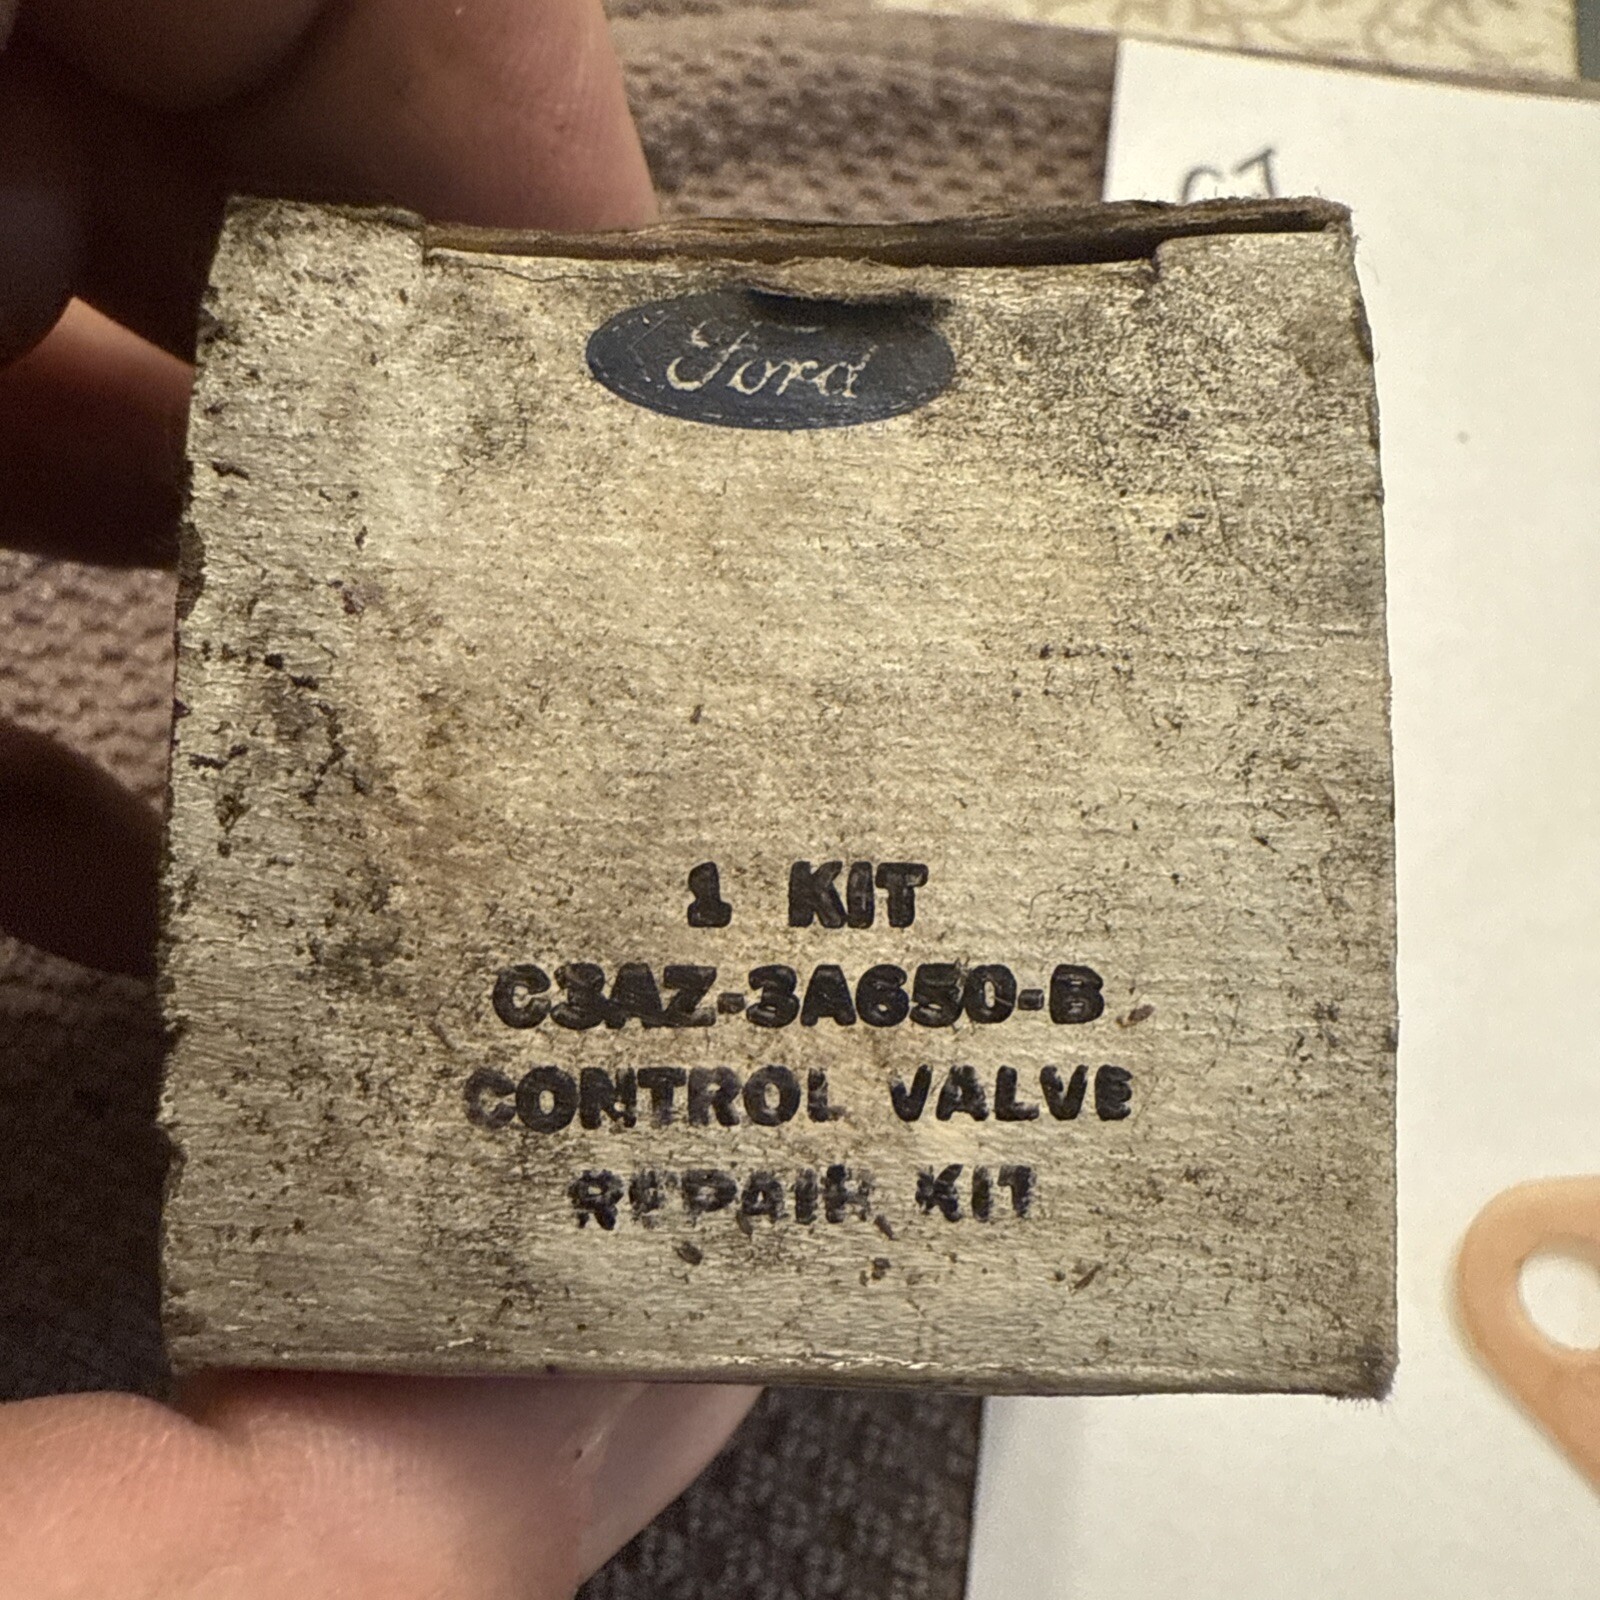 Ford
1 KIT
C3AZ-3A650-B
CONTROL VALVE
REPAIR KIT